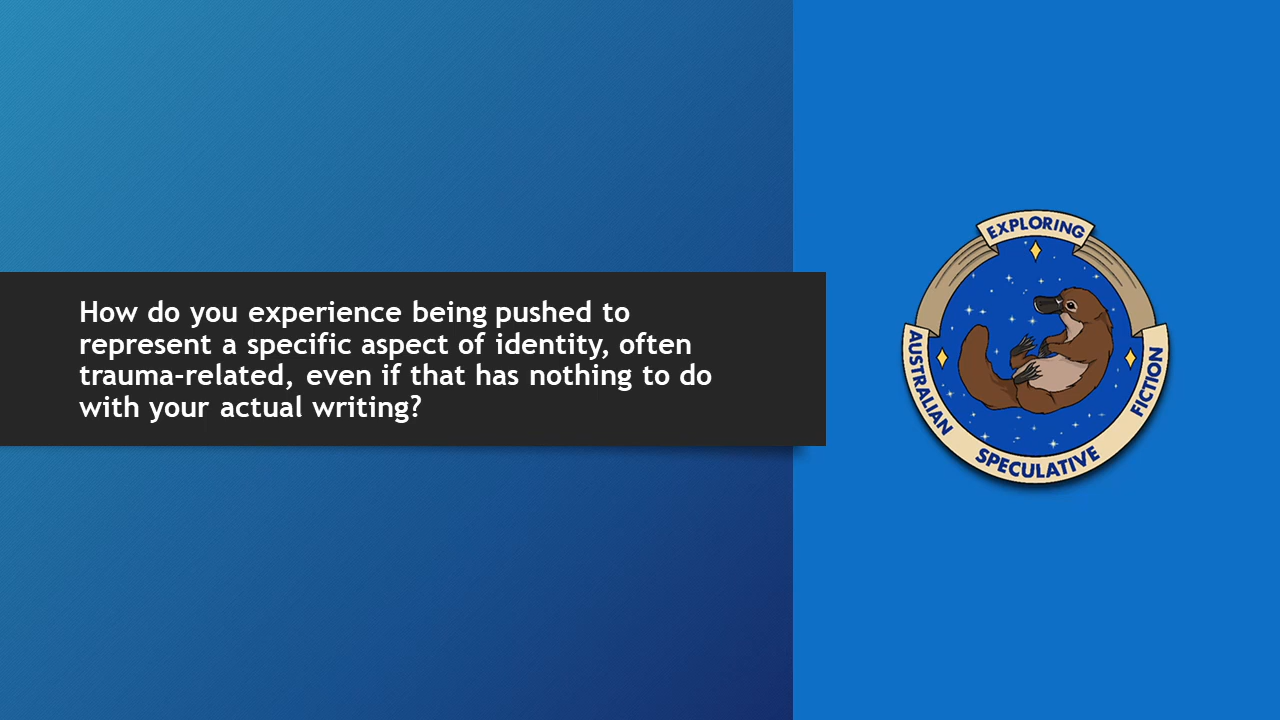 How do you experience being pushed to
represent a specific aspect of identity, often
trauma-related, even if that has nothing to do
with your actual writing?
EXPLORING
AUSTRALIAN
SPECULATIVE
FICTION